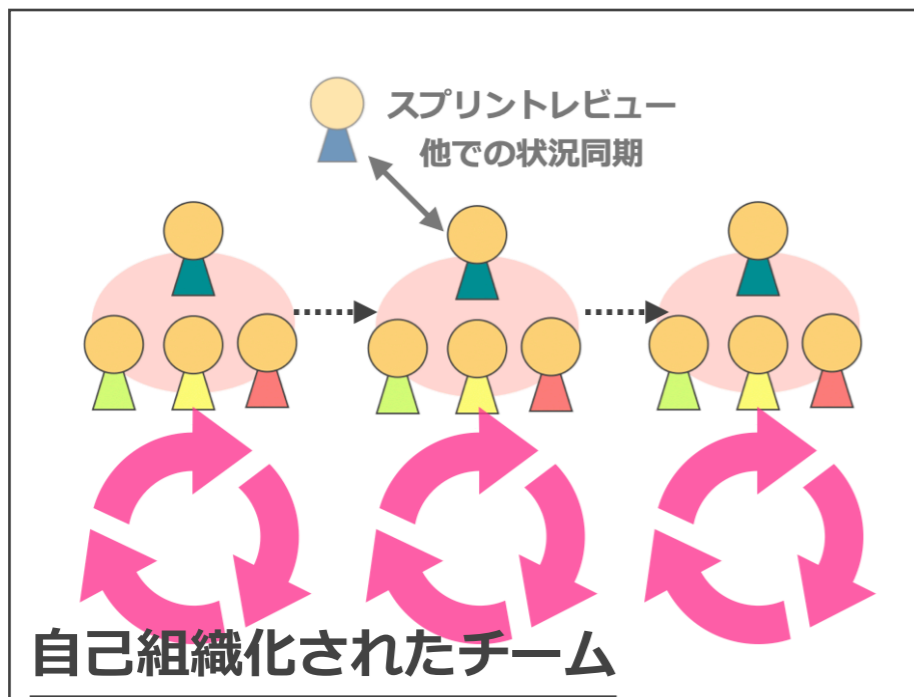 スプリントレビュー
他での状況同期
自己組織化されたチーム